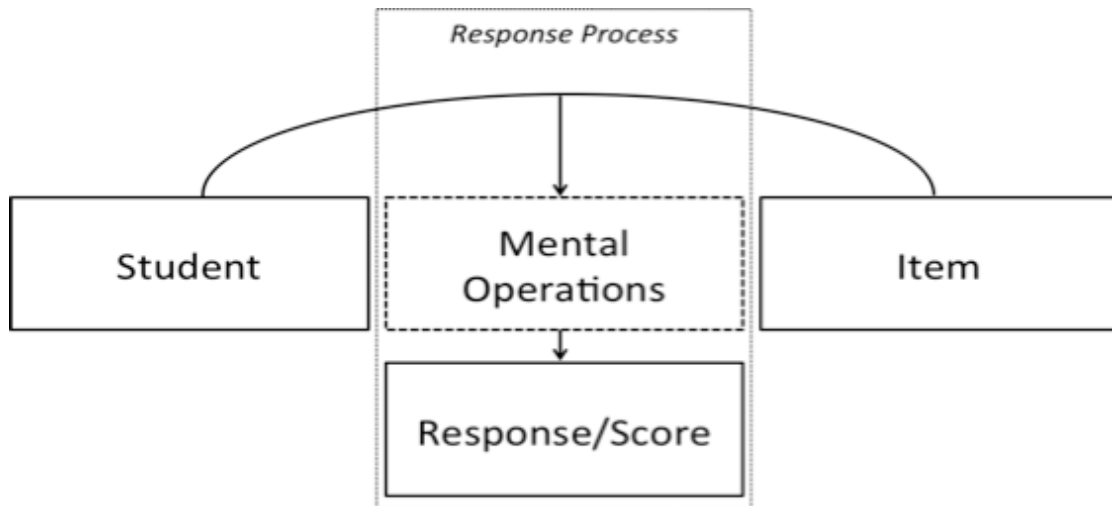 Response Process
Student
Mental
Operations
Item
Response/Score